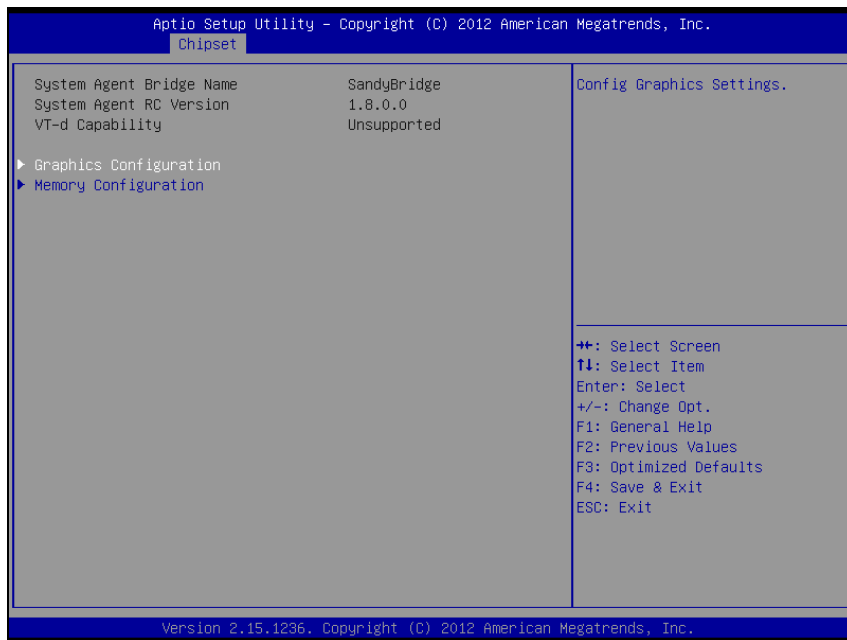 Aptio Setup Utility – Copyright (C) 2012 American Megatrends, Inc.
Chipset
System Agent Bridge Name SandyBridge
System Agent RC Version 1.8.0.0
VT-d Capability Unsupported
▶ Graphics Configuration
▶ Memory Configuration
Config Graphics Settings.
→←: Select Screen
↑↓: Select Item
Enter: Select
+/-: Change Opt.
F1: General Help
F2: Previous Values
F3: Optimized Defaults
F4: Save & Exit
ESC: Exit
Version 2.15.1236. Copyright (C) 2012 American Megatrends, Inc.